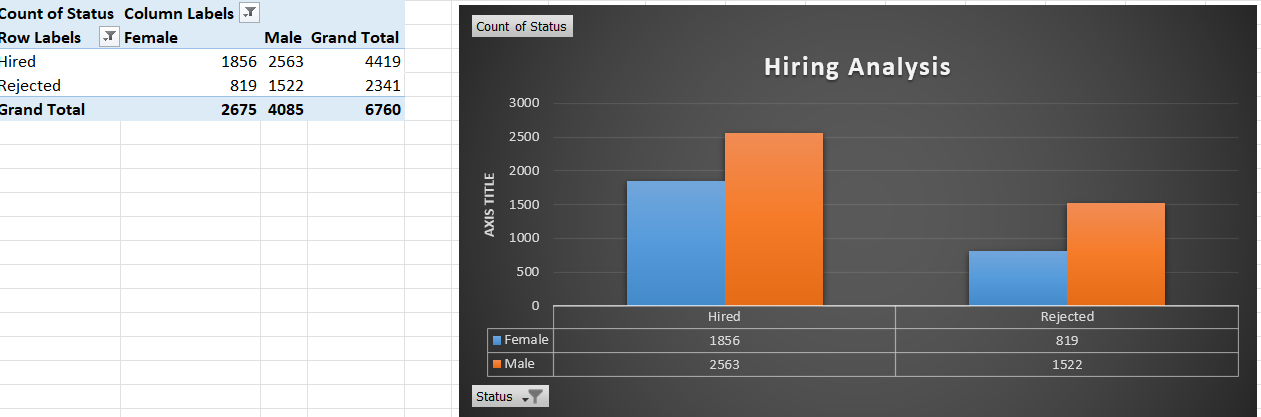 Count of Status Column Labels
Row Labels Female Male Grand Total
Hired 1856 2563 4419
Rejected 819 1522 2341
Grand Total 2675 4085 6760
Count of Status
Hiring Analysis
3000
2500
2000
1500
1000
500
0
AXIS TITLE
Hired Rejected
Female 1856 819
Male 2563 1522
Status